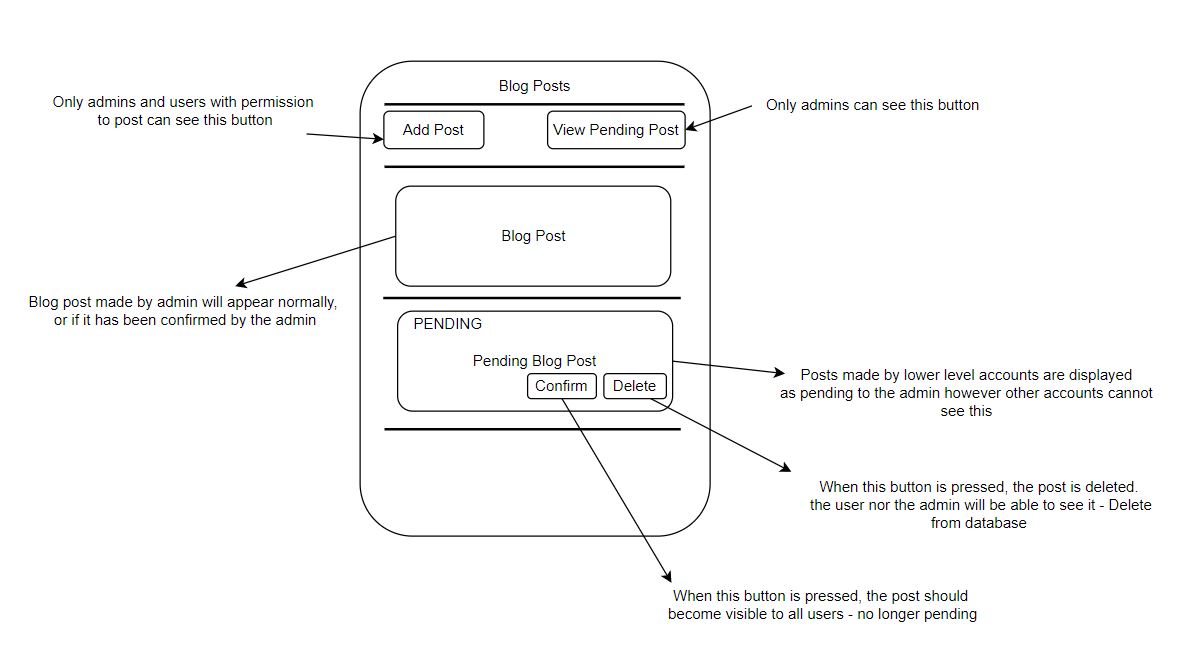 Blog Posts
Only admins and users with permission
to post can see this button
Add Post
View Pending Post
Only admins can see this button
Blog Post
Blog post made by admin will appear normally,
or if it has been confirmed by the admin
PENDING
Pending Blog Post
Confirm
Delete
Posts made by lower level accounts are displayed
as pending to the admin however other accounts cannot
see this
When this button is pressed, the post is deleted.
the user nor the admin will be able to see it - Delete
from database
When this button is pressed, the post should
become visible to all users - no longer pending